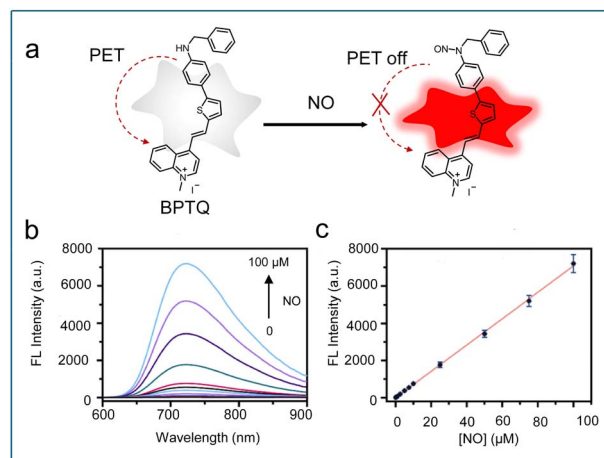 a
PET
HN
S
N+
I-
BPTQ
NO
PET off
ON
N
S
N+
I-
b
8000
6000
4000
2000
0
FL Intensity (a.u.)
100 µM
NO
0
600 700 800 900
Wavelength (nm)
c
8000
6000
4000
2000
0
FL Intensity (a.u.)
0 20 40 60 80 100
[NO] (µM)